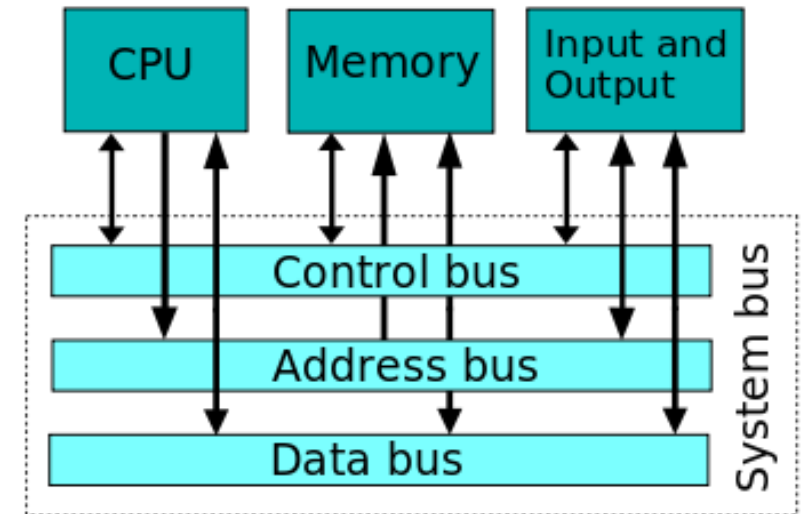 CPU
Memory
Input and
Output
Control bus
Address bus
Data bus
System bus